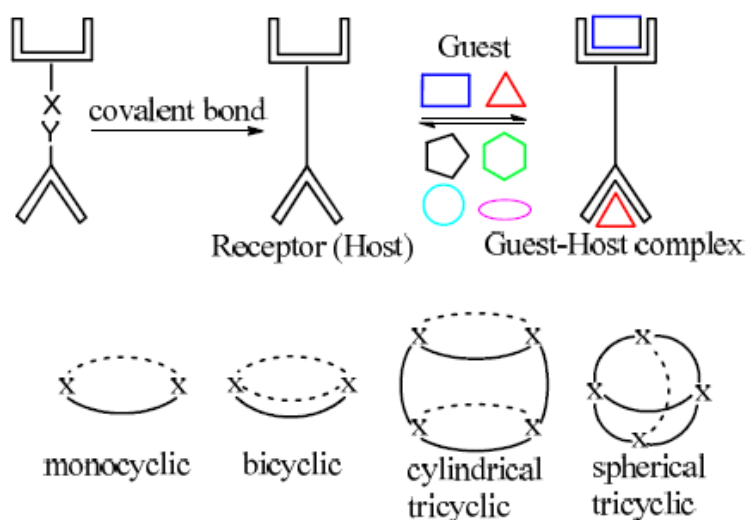 Guest
X
Y
covalent bond
Receptor (Host)
Guest-Host complex
X X
X X
X X
X X
X
X X
X
monocyclic
bicyclic
cylindrical
tricyclic
spherical
tricyclic